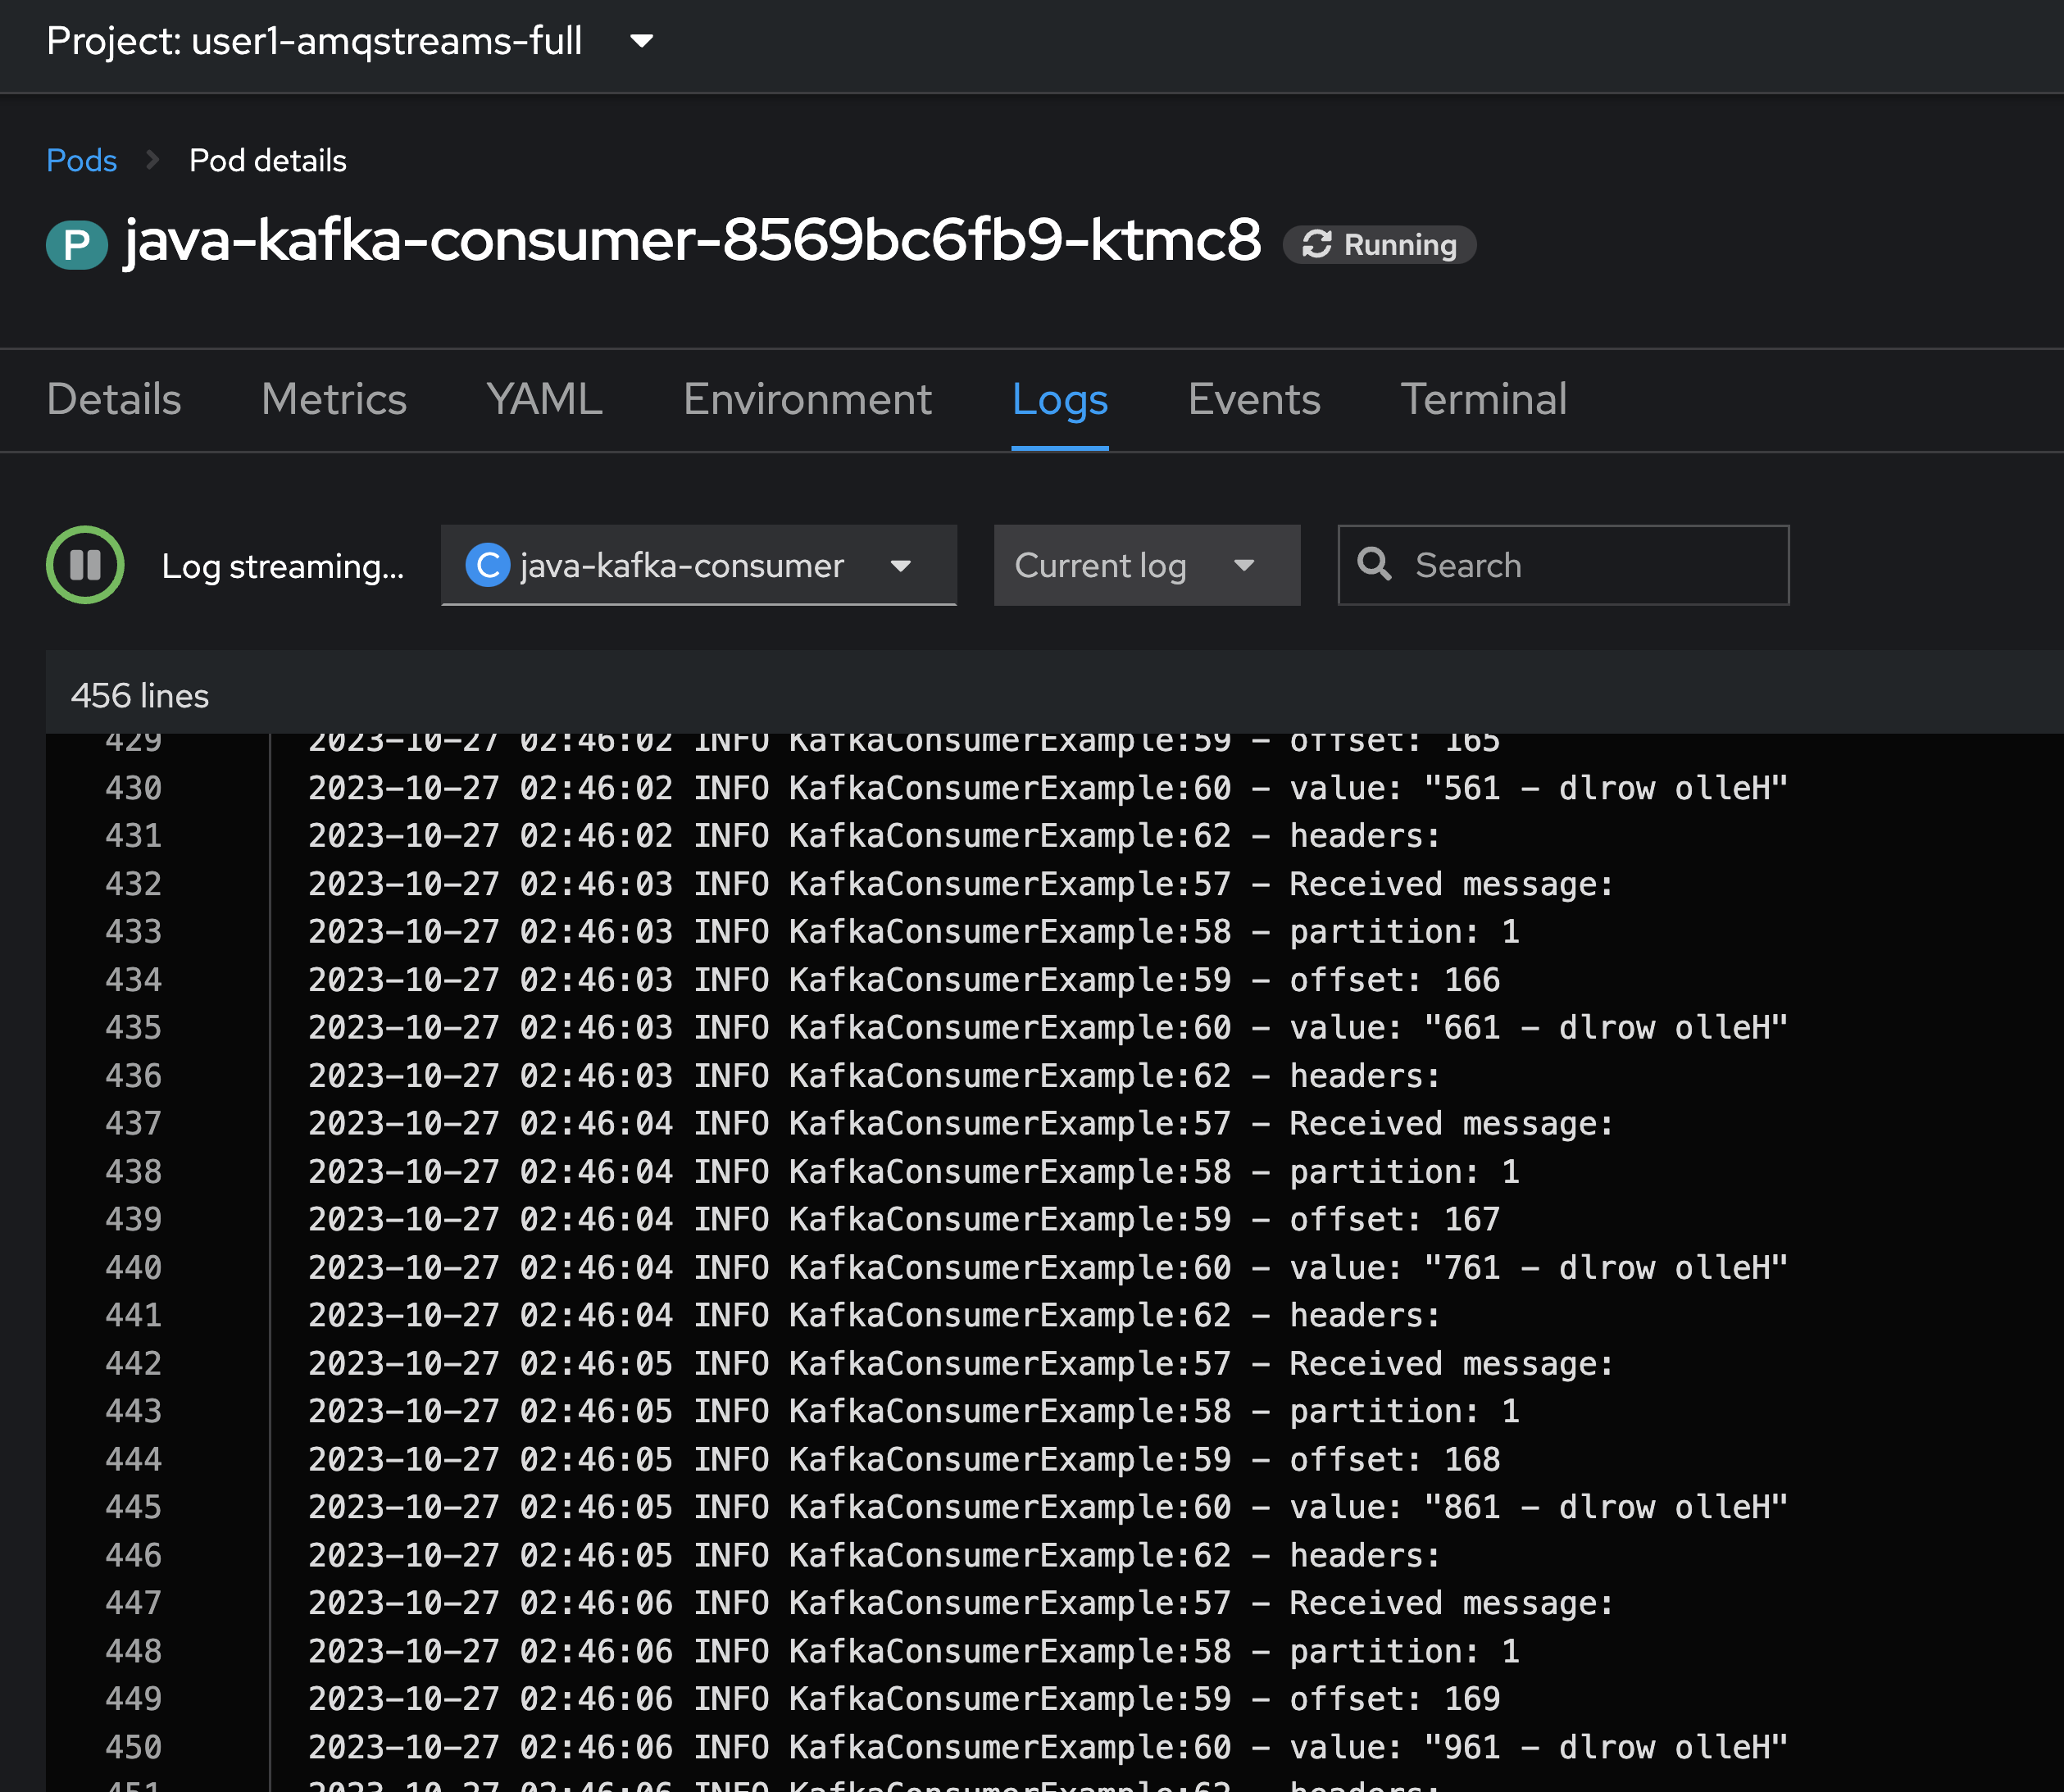 Project: user1-amqstreams-full
Pods Pod details
P java-kafka-consumer-8569bc6fb9-ktmc8 Running
Details Metrics YAML Environment Logs Events Terminal
Log streaming... C java-kafka-consumer Current log Search
456 lines
429 2023-10-27 02:46:02 INFO KafkaConsumerExample:59 - offset: 165
430 2023-10-27 02:46:02 INFO KafkaConsumerExample:60 - value: "561 - dlrow olleH"
431 2023-10-27 02:46:02 INFO KafkaConsumerExample:62 - headers:
432 2023-10-27 02:46:03 INFO KafkaConsumerExample:57 - Received message:
433 2023-10-27 02:46:03 INFO KafkaConsumerExample:58 - partition: 1
434 2023-10-27 02:46:03 INFO KafkaConsumerExample:59 - offset: 166
435 2023-10-27 02:46:03 INFO KafkaConsumerExample:60 - value: "661 - dlrow olleH"
436 2023-10-27 02:46:03 INFO KafkaConsumerExample:62 - headers:
437 2023-10-27 02:46:04 INFO KafkaConsumerExample:57 - Received message:
438 2023-10-27 02:46:04 INFO KafkaConsumerExample:58 - partition: 1
439 2023-10-27 02:46:04 INFO KafkaConsumerExample:59 - offset: 167
440 2023-10-27 02:46:04 INFO KafkaConsumerExample:60 - value: "761 - dlrow olleH"
441 2023-10-27 02:46:04 INFO KafkaConsumerExample:62 - headers:
442 2023-10-27 02:46:05 INFO KafkaConsumerExample:57 - Received message:
443 2023-10-27 02:46:05 INFO KafkaConsumerExample:58 - partition: 1
444 2023-10-27 02:46:05 INFO KafkaConsumerExample:59 - offset: 168
445 2023-10-27 02:46:05 INFO KafkaConsumerExample:60 - value: "861 - dlrow olleH"
446 2023-10-27 02:46:05 INFO KafkaConsumerExample:62 - headers:
447 2023-10-27 02:46:06 INFO KafkaConsumerExample:57 - Received message:
448 2023-10-27 02:46:06 INFO KafkaConsumerExample:58 - partition: 1
449 2023-10-27 02:46:06 INFO KafkaConsumerExample:59 - offset: 169
450 2023-10-27 02:46:06 INFO KafkaConsumerExample:60 - value: "961 - dlrow olleH"
451 2023-10-27 02:46:06 INFO KafkaConsumerExample:62 - headers: